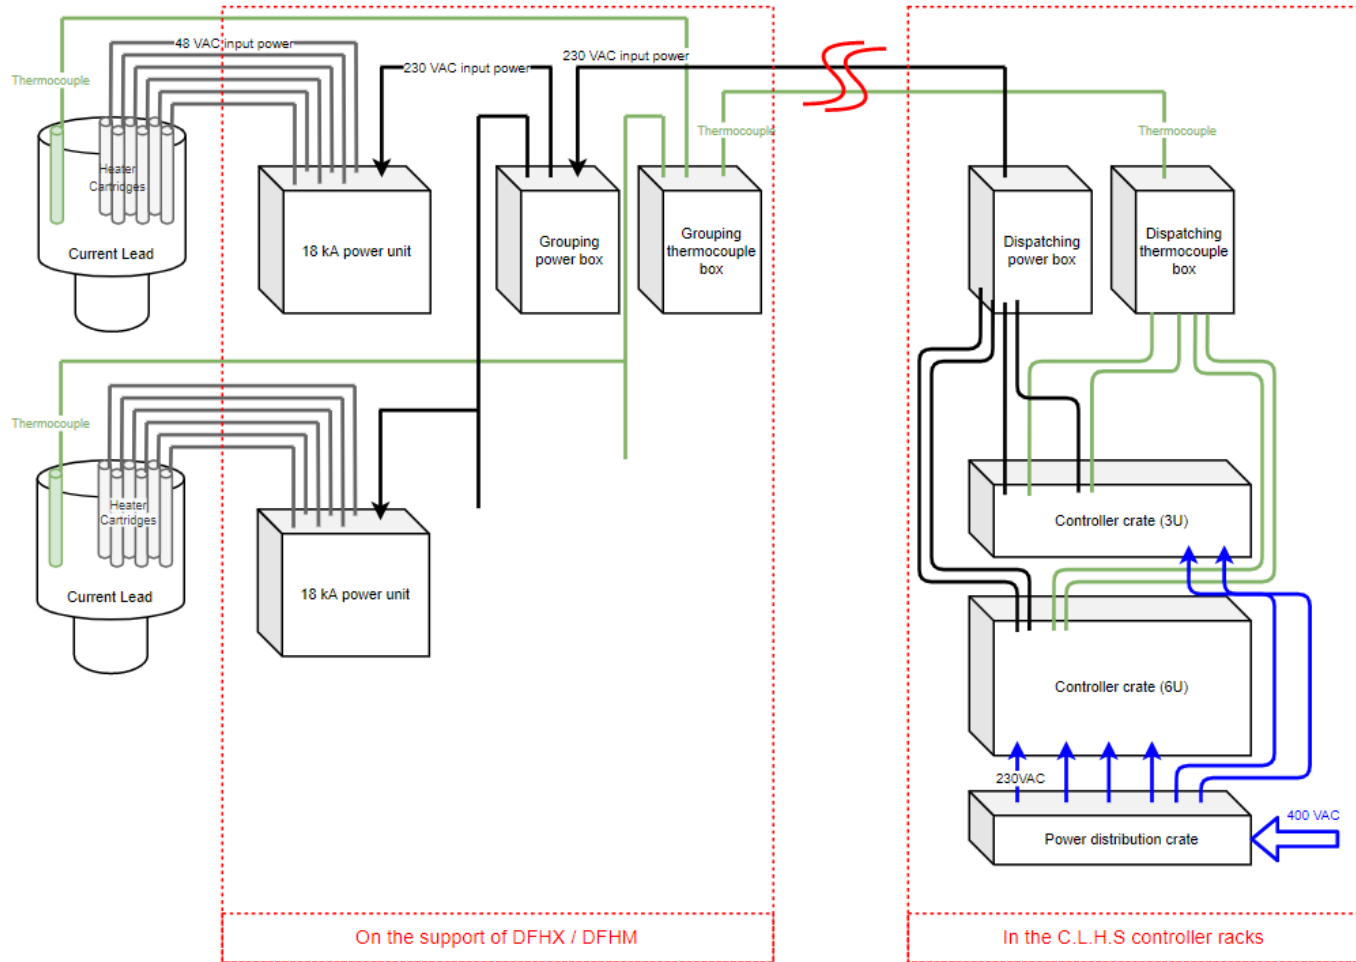 48 VAC input power
230 VAC input power
230 VAC input power
Thermocouple
Thermocouple
Thermocouple
Heater
Cartridges
Current Lead
18 kA power unit
Grouping
power box
Grouping
thermocouple
box
Dispatching
power box
Dispatching
thermocouple
box
Thermocouple
Heater
Cartridges
Current Lead
18 kA power unit
Controller crate (3U)
Controller crate (6U)
230VAC
400 VAC
Power distribution crate
On the support of DFHX / DFHM
In the C.L.H.S controller racks